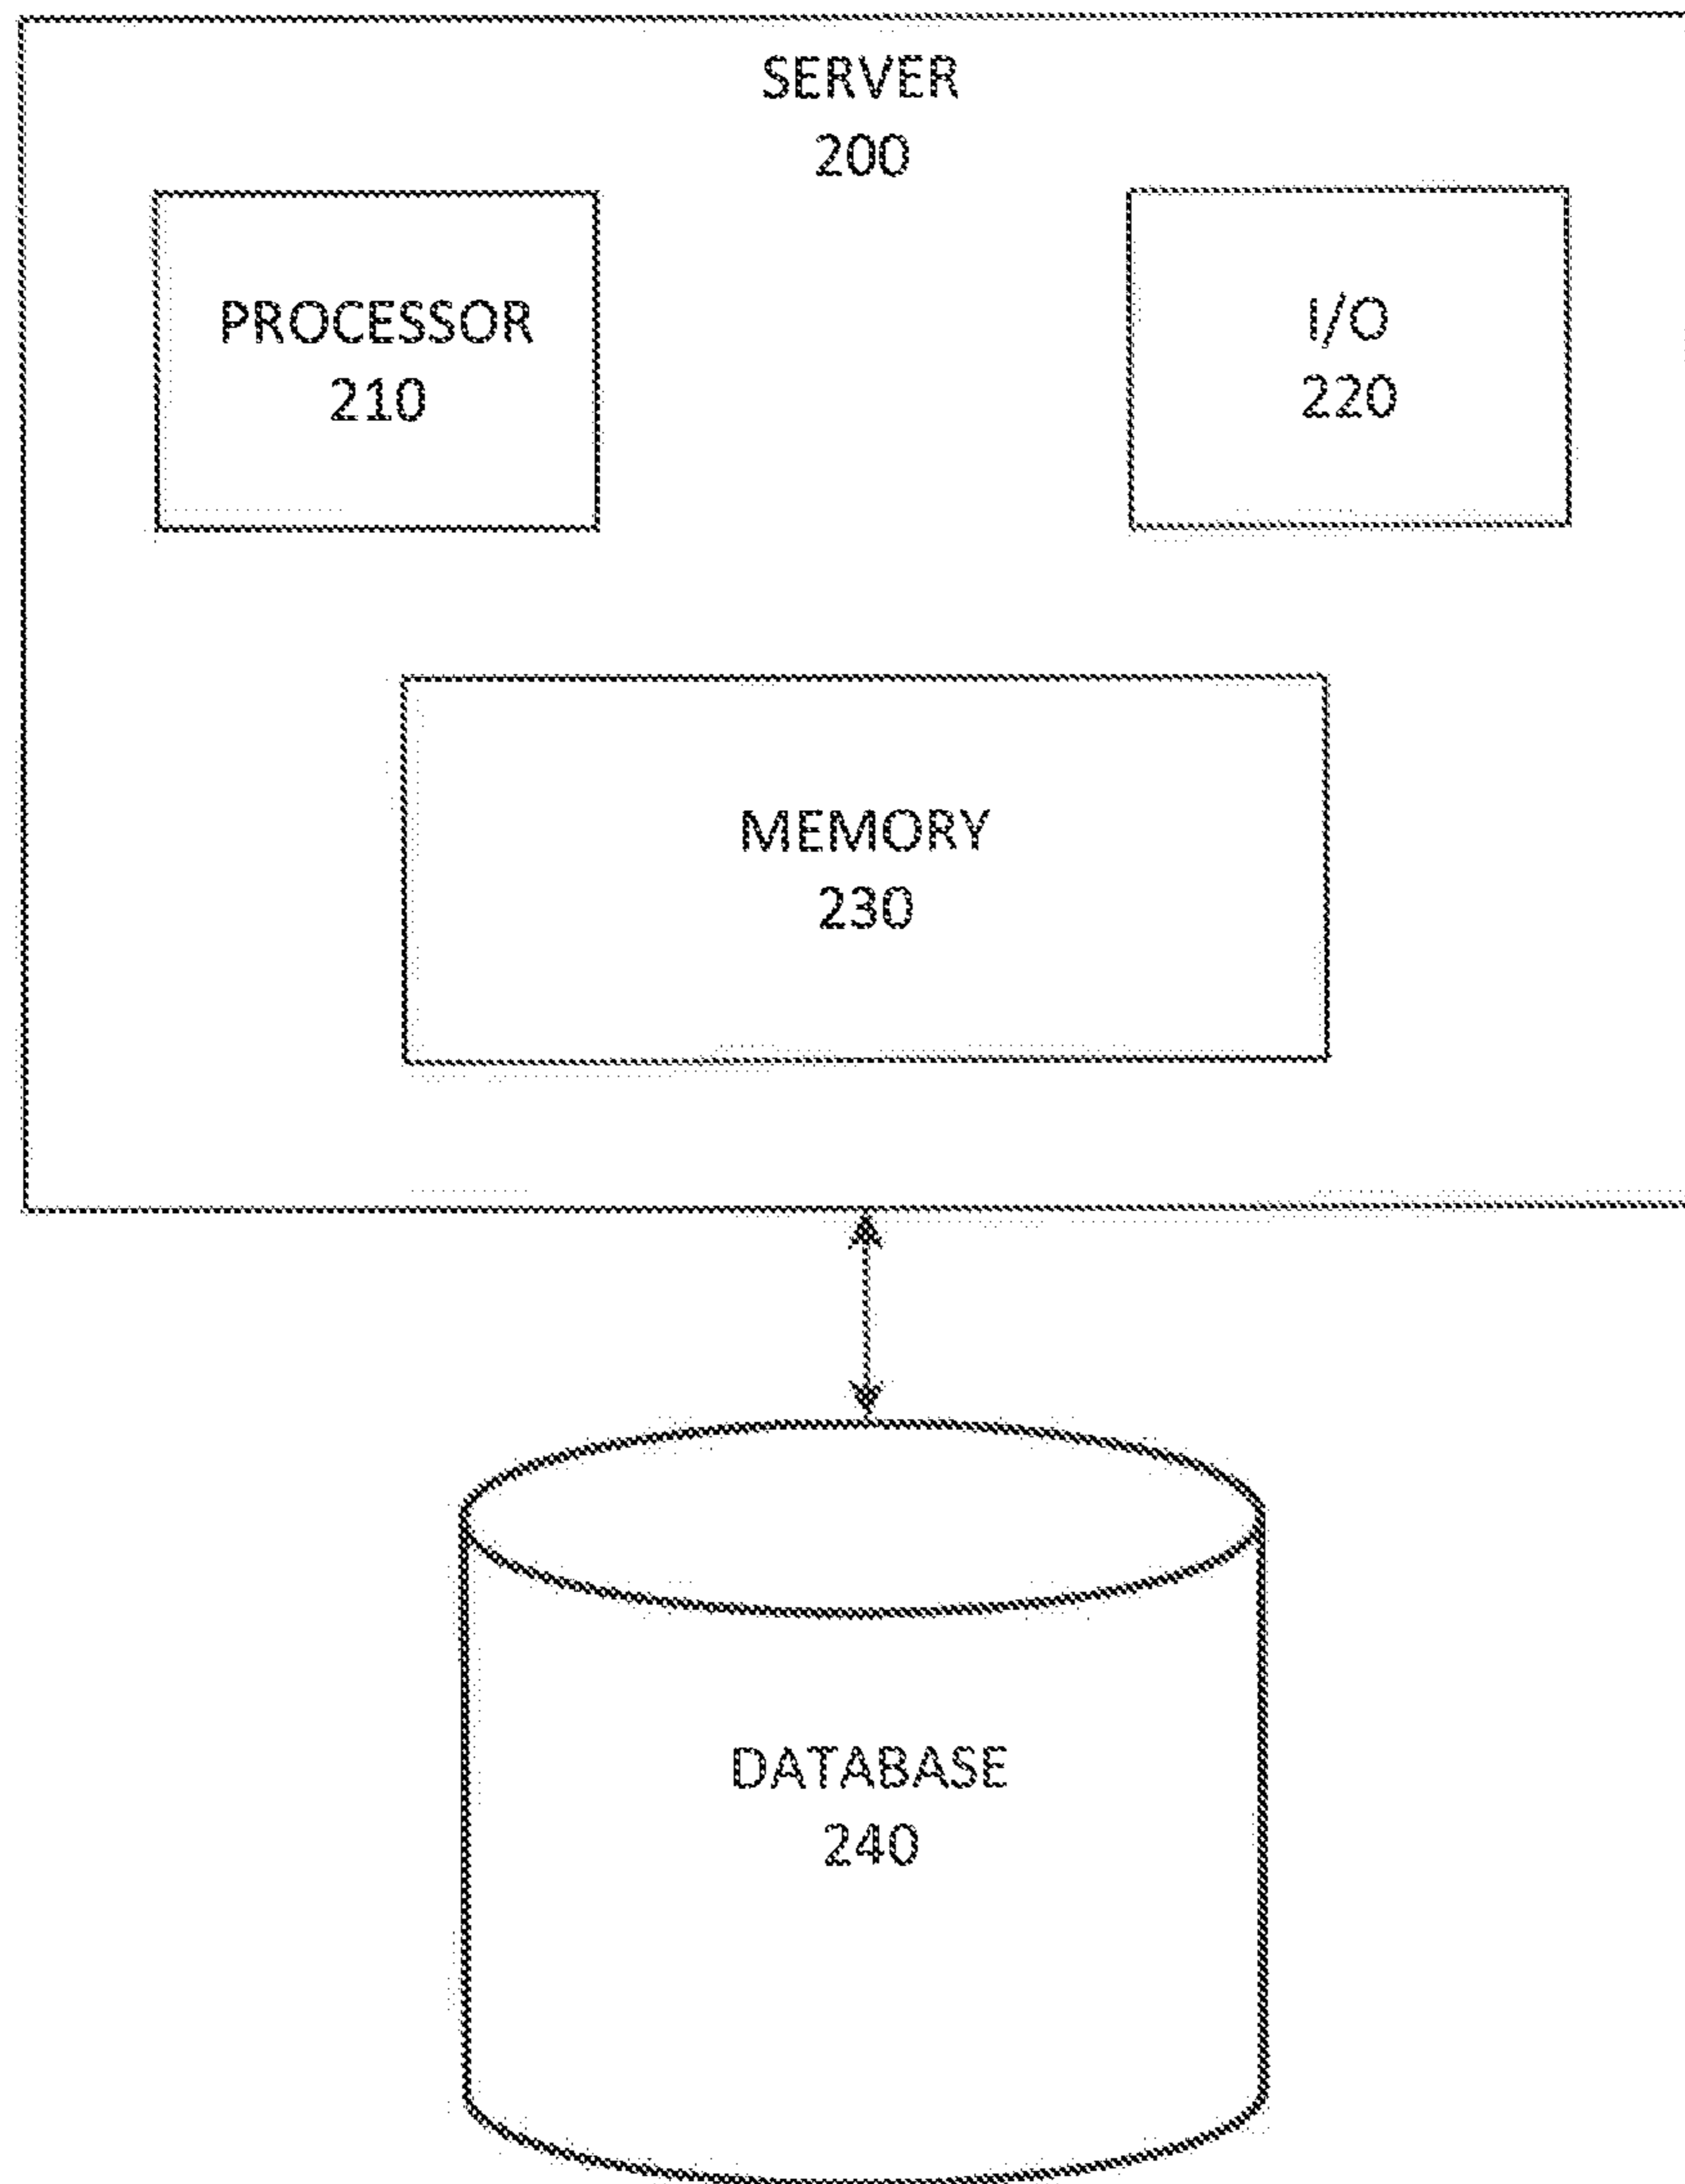 SERVER
200
PROCESSOR
210
I/O
220
MEMORY
230
DATABASE
240